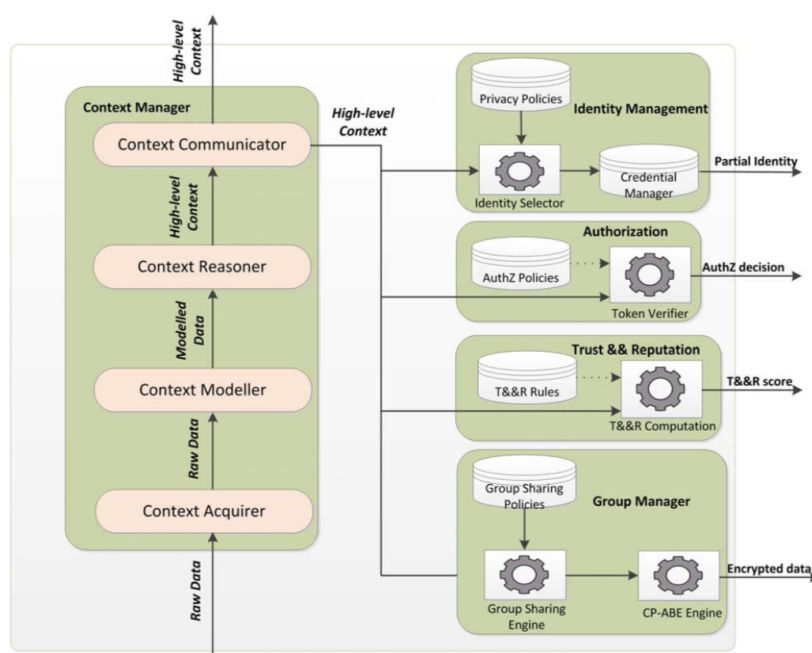 High-level
Context
Context Manager
Context Communicator
High-level
Context
Context Reasoner
Modelled
Data
Context Modeller
Raw Data
Context Acquirer
Raw Data
High-level
Context
Privacy Policies
Identity Management
Identity Selector
Credential
Manager
Partial Identity
Authorization
AuthZ Policies
Token Verifier
AuthZ decision
Trust && Reputation
T&&R Rules
T&&R Computation
T&&R score
Group Sharing
Policies
Group Manager
Group Sharing
Engine
CP-ABE Engine
Encrypted data